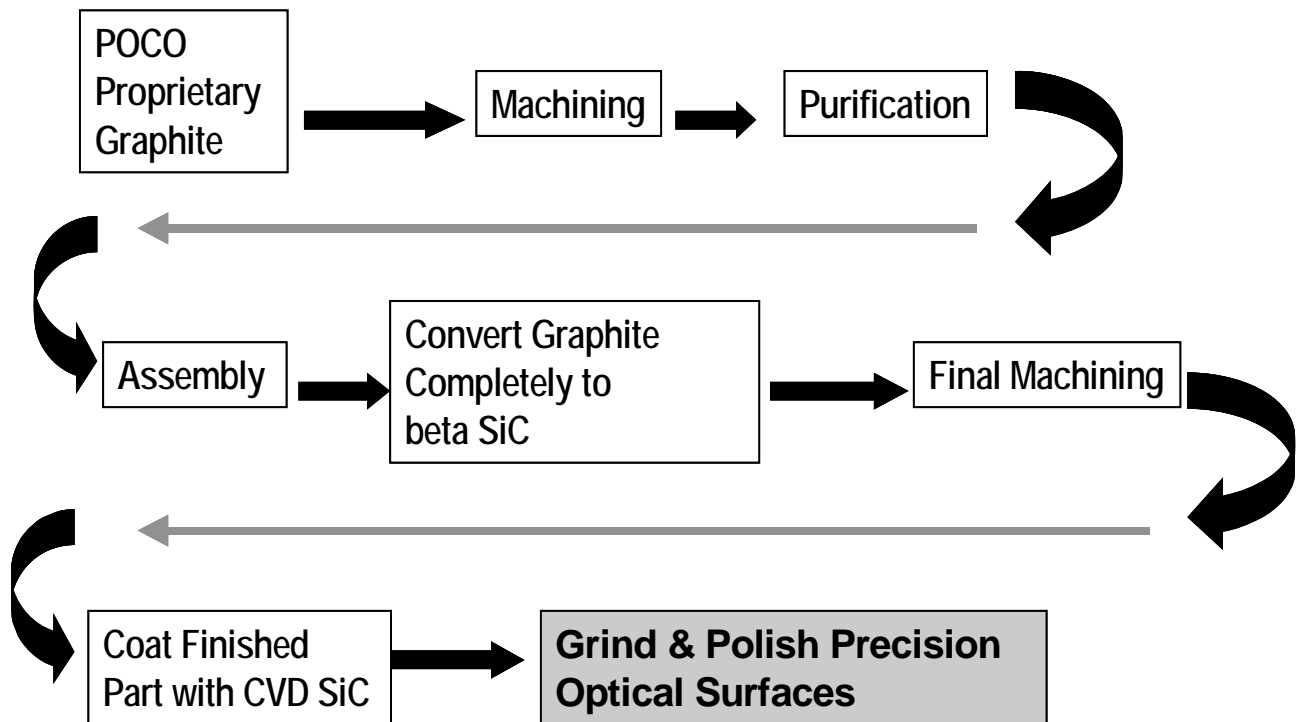 POCO
Proprietary
Graphite
Machining
Purification
Assembly
Convert Graphite
Completely to
beta SiC
Final Machining
Coat Finished
Part with CVD SiC
Grind & Polish Precision
Optical Surfaces